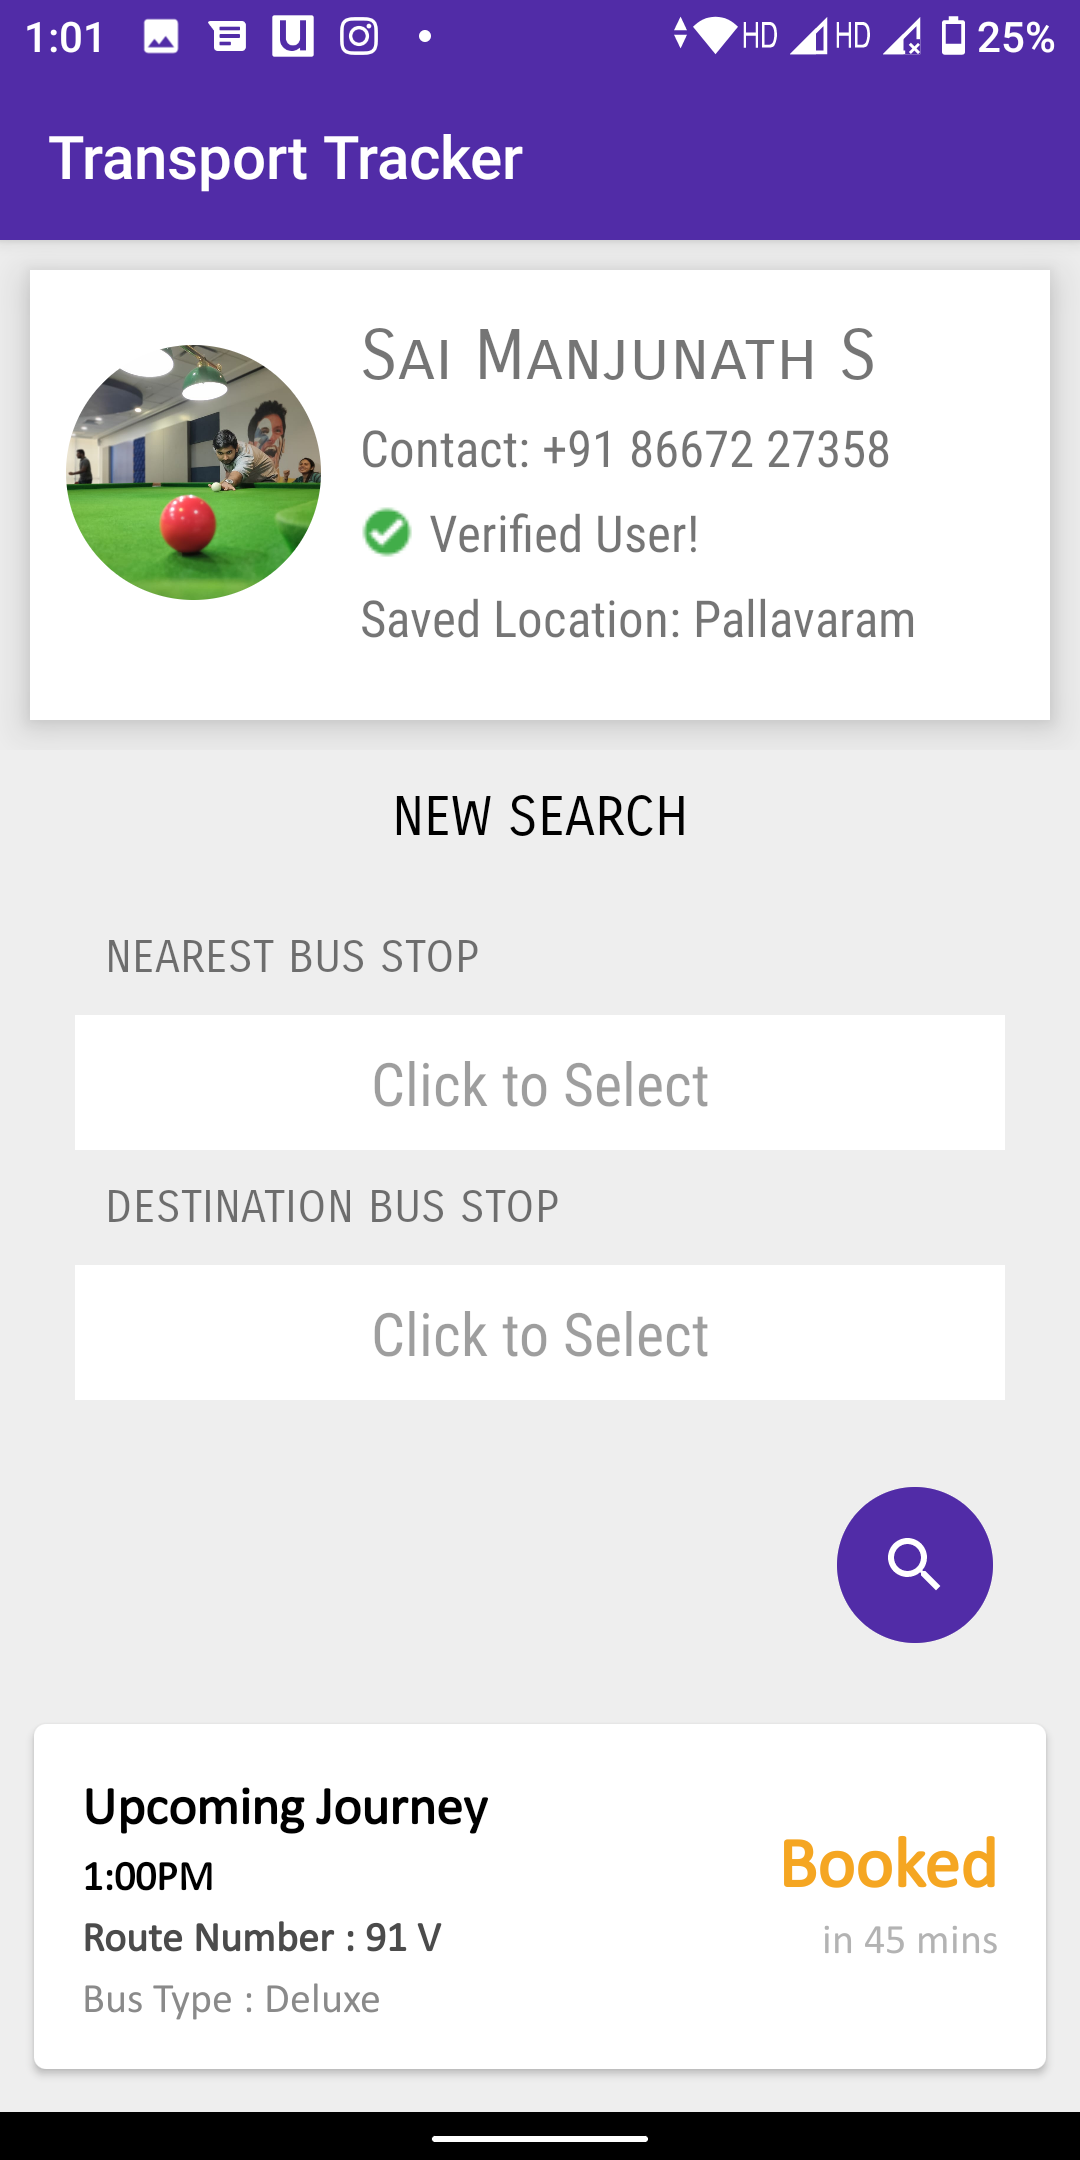 1:01
HD HD 25%
Transport Tracker
Sai Manjunath S
Contact: +91 86672 27358
Verified User!
Saved Location: Pallavaram
NEW SEARCH
NEAREST BUS STOP
Click to Select
DESTINATION BUS STOP
Click to Select
Upcoming Journey
1:00PM
Booked
Route Number : 91 V
in 45 mins
Bus Type : Deluxe